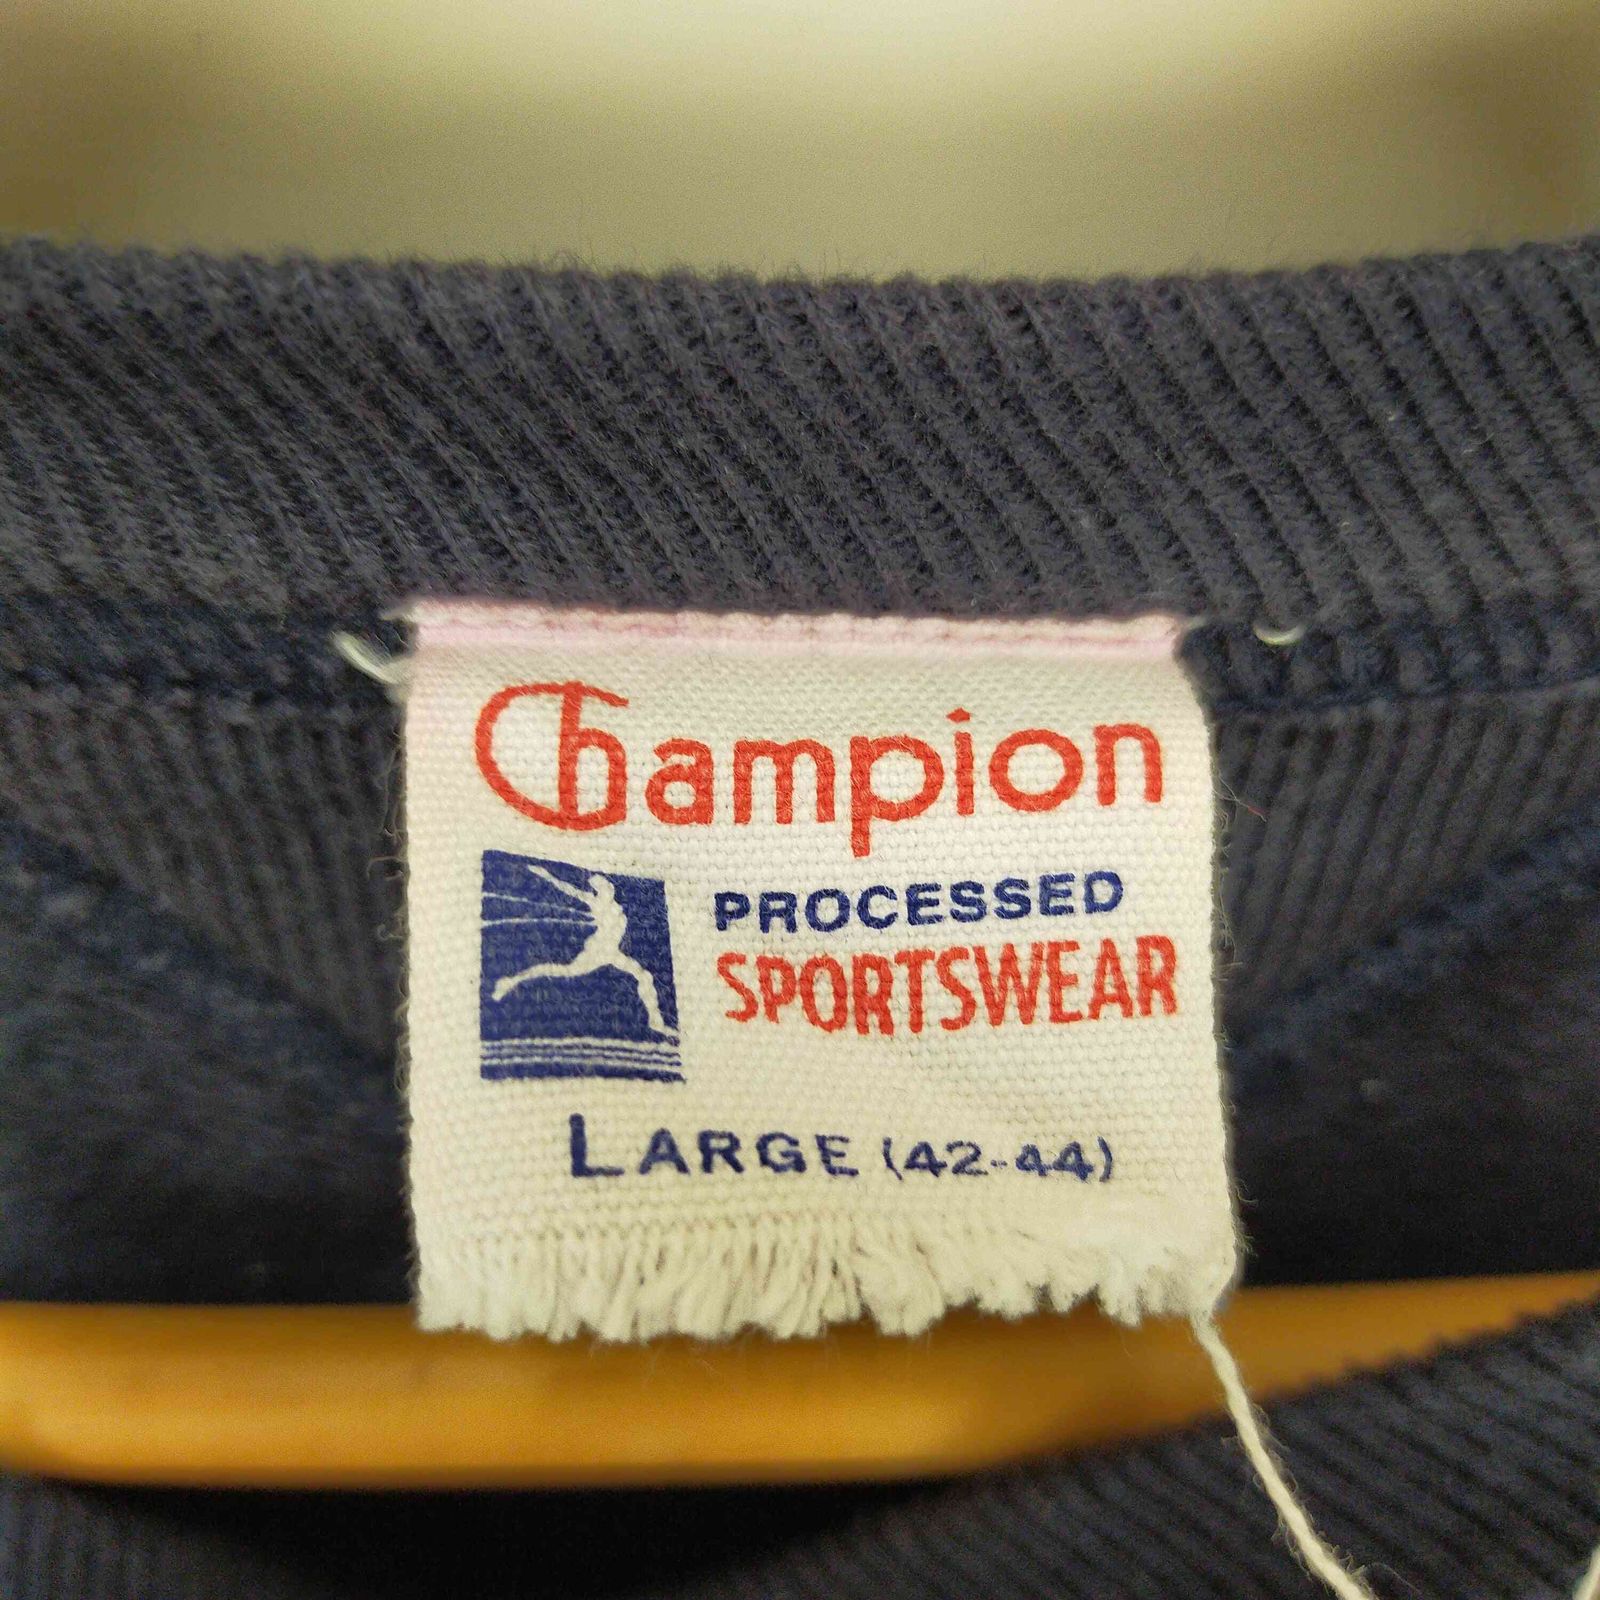 Champion
PROCESSED
SPORTSWEAR
LARGE (42-44)